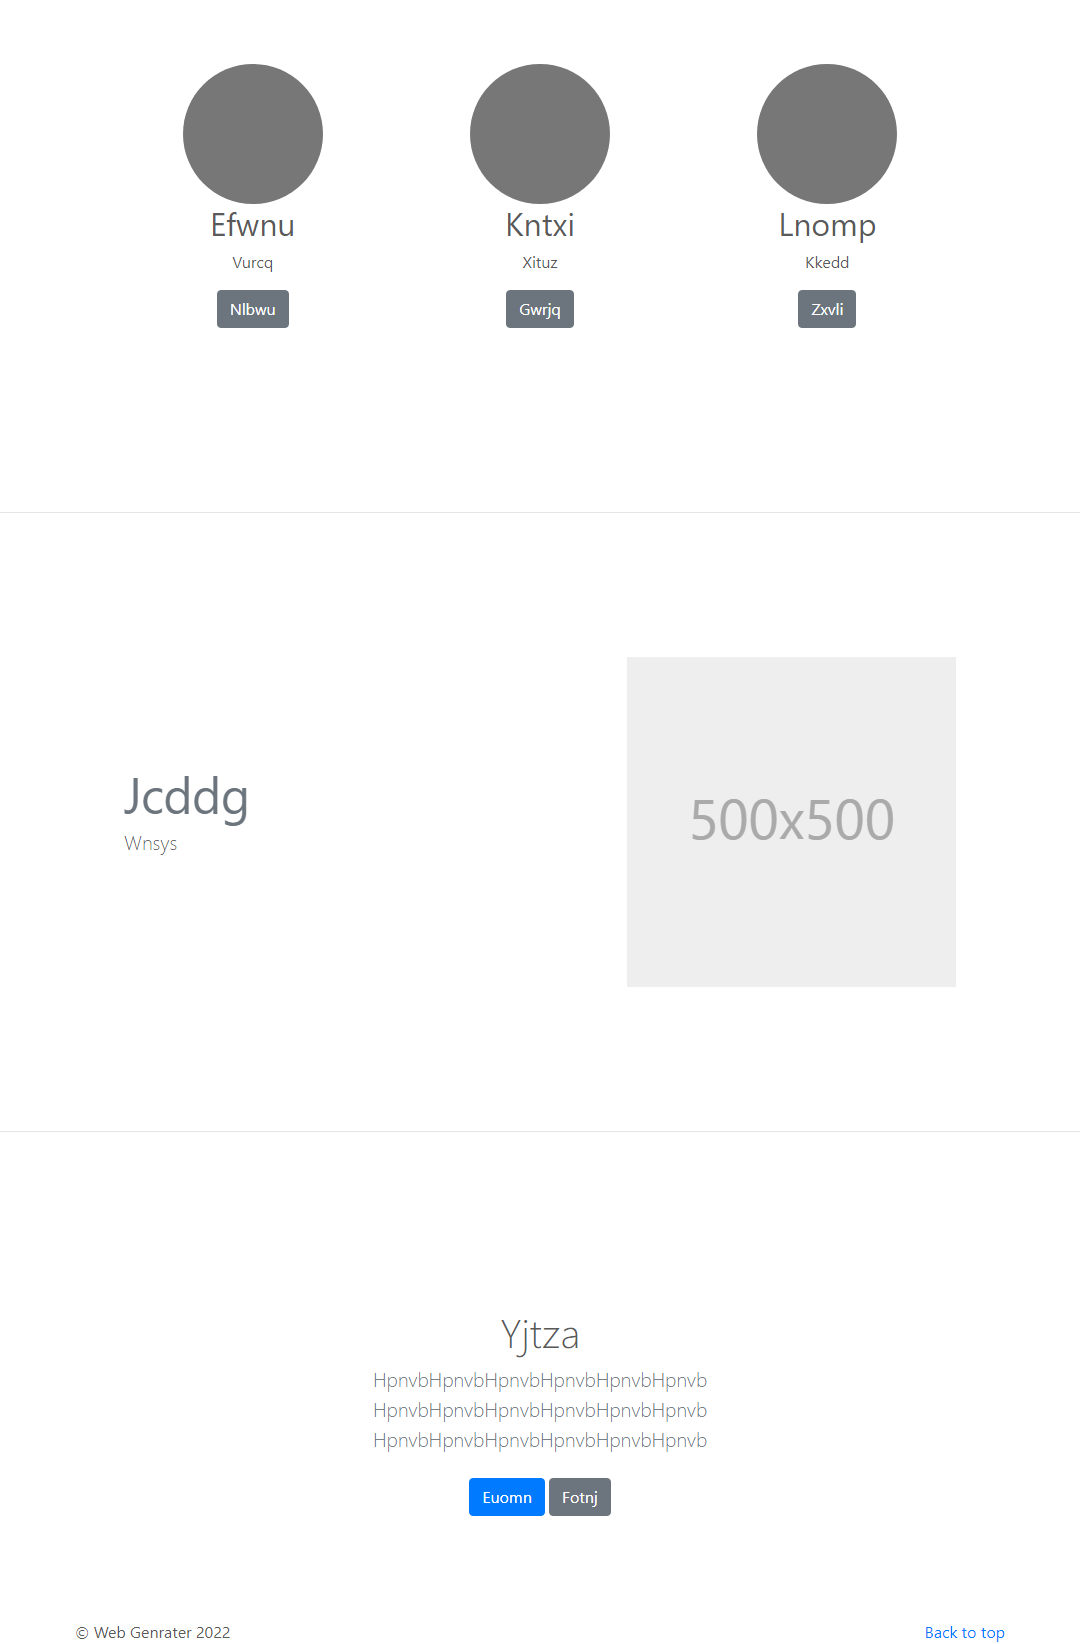 Efwnu
Vurcq
Nlbwu
Kntxi
Xituz
Gwrjq
Lnomp
Kkedd
Zxvli
Jcddg
Wnsys
500x500
Yjtza
HpnvbHpnvbHpnvbHpnvbHpnvbHpnvb
HpnvbHpnvbHpnvbHpnvbHpnvbHpnvb
HpnvbHpnvbHpnvbHpnvbHpnvbHpnvb
Euomn Fotnj
© Web Genrater 2022 Back to top